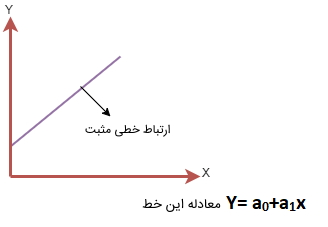 Y
ارتباط خطی مثبت
X
معادله این خط Y= a₀+a₁x